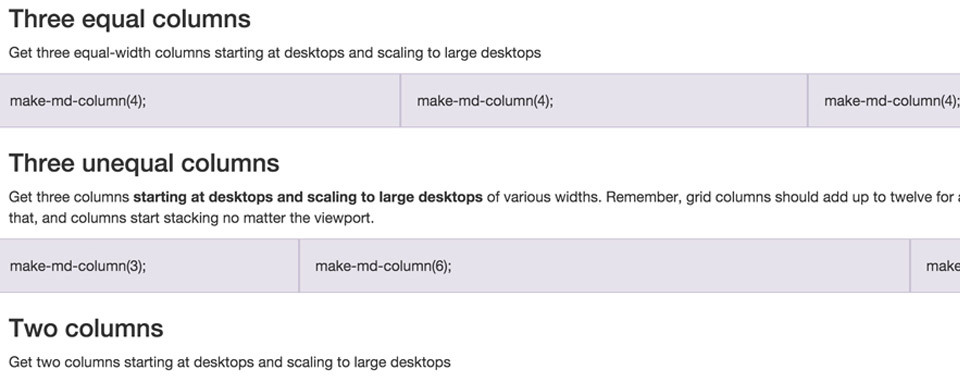 Three equal columns
Get three equal-width columns starting at desktops and scaling to large desktops
make-md-column(4); make-md-column(4); make-md-column(4);
Three unequal columns
Get three columns starting at desktops and scaling to large desktops of various widths. Remember, grid columns should add up to twelve for
that, and columns start stacking no matter the viewport.
make-md-column(3); make-md-column(6); make
Two columns
Get two columns starting at desktops and scaling to large desktops